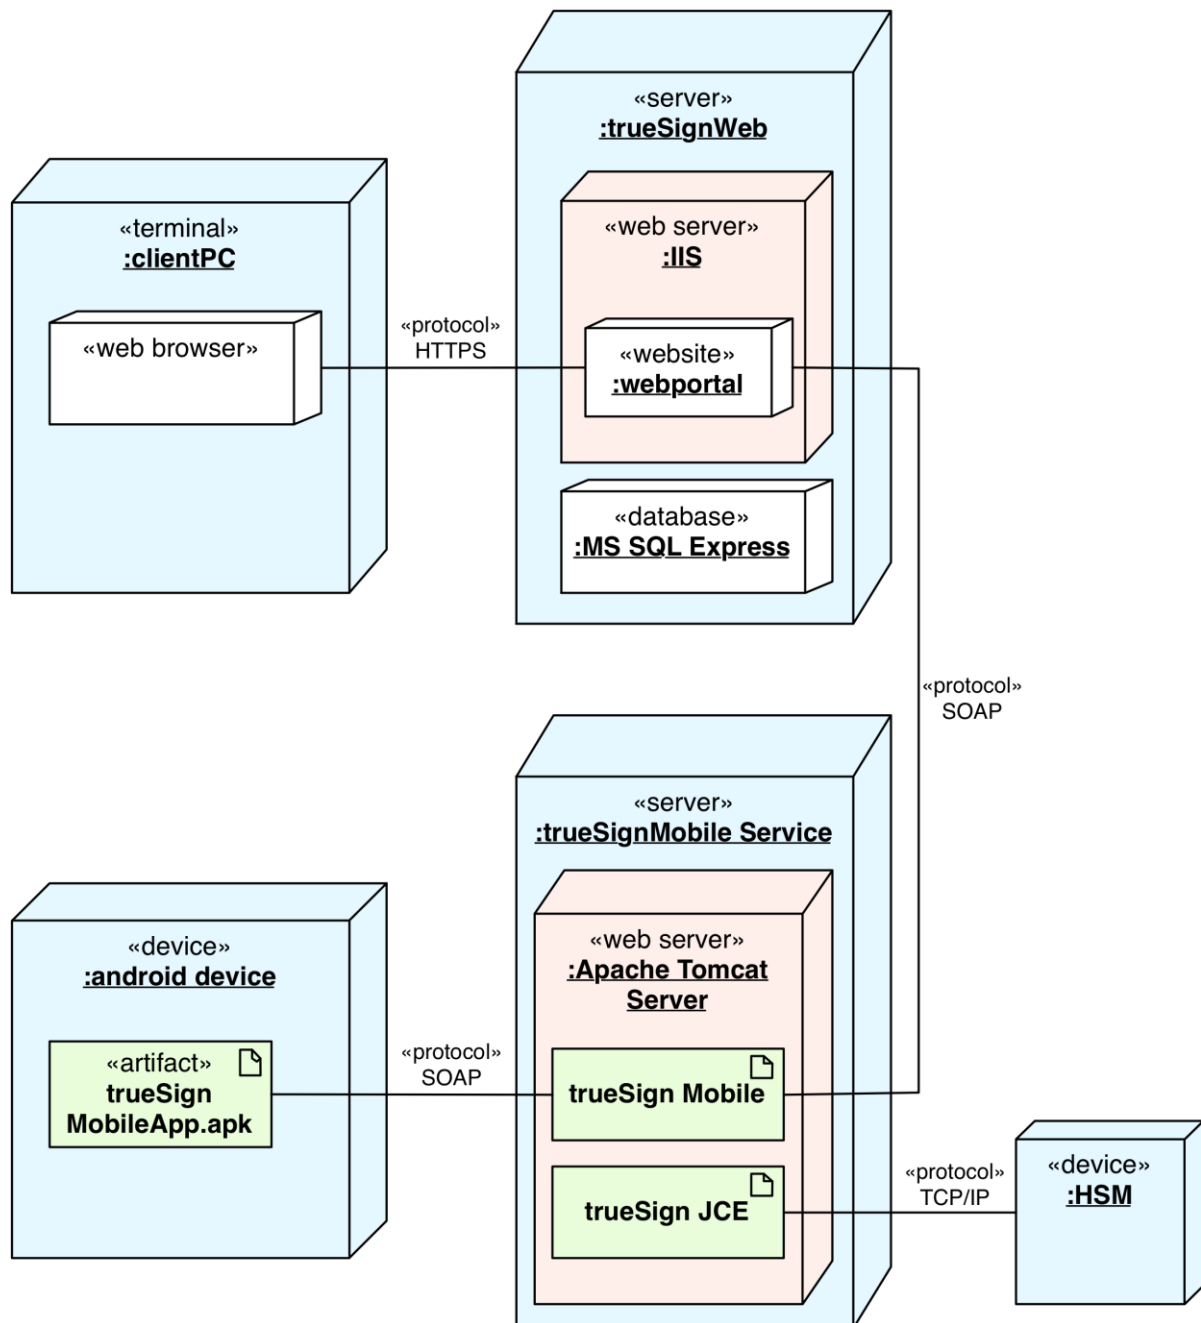 «server»
:trueSignWeb
«terminal»
:clientPC
«web server»
:IIS
«web browser»
«protocol»
HTTPS
«website»
:webportal
«database»
:MS SQL Express
«protocol»
SOAP
«server»
:trueSignMobile Service
«device»
:android device
«web server»
:Apache Tomcat
Server
«artifact»
trueSign
MobileApp.apk
«protocol»
SOAP
trueSign Mobile
trueSign JCE
«protocol»
TCP/IP
«device»
:HSM